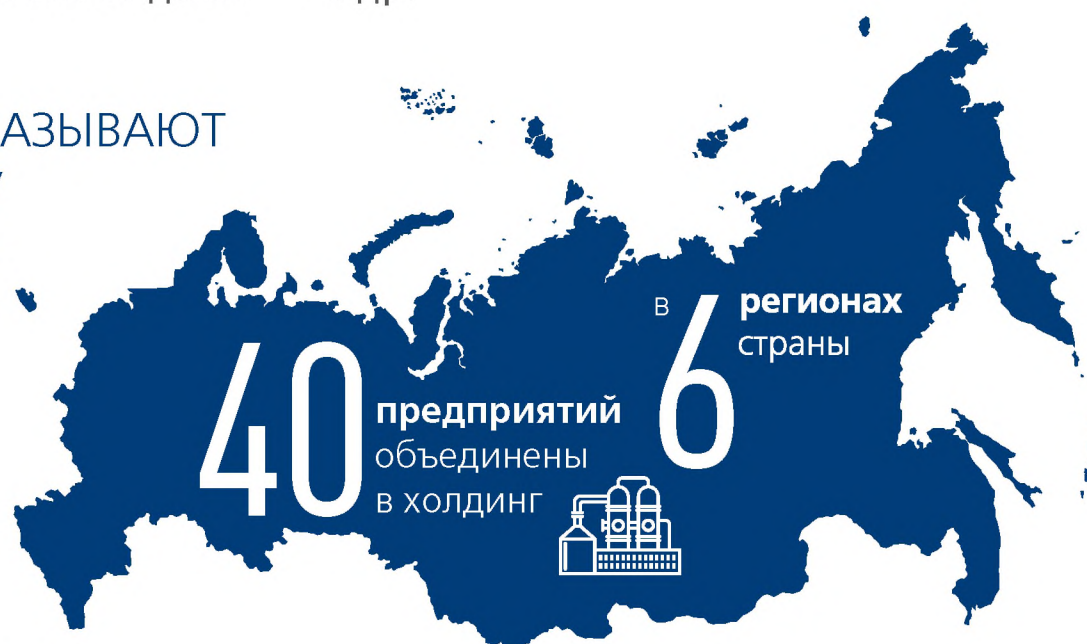 АЗЫВАЮТ
в 6 регионах
страны
40 предприятий
объединены
в холдинг